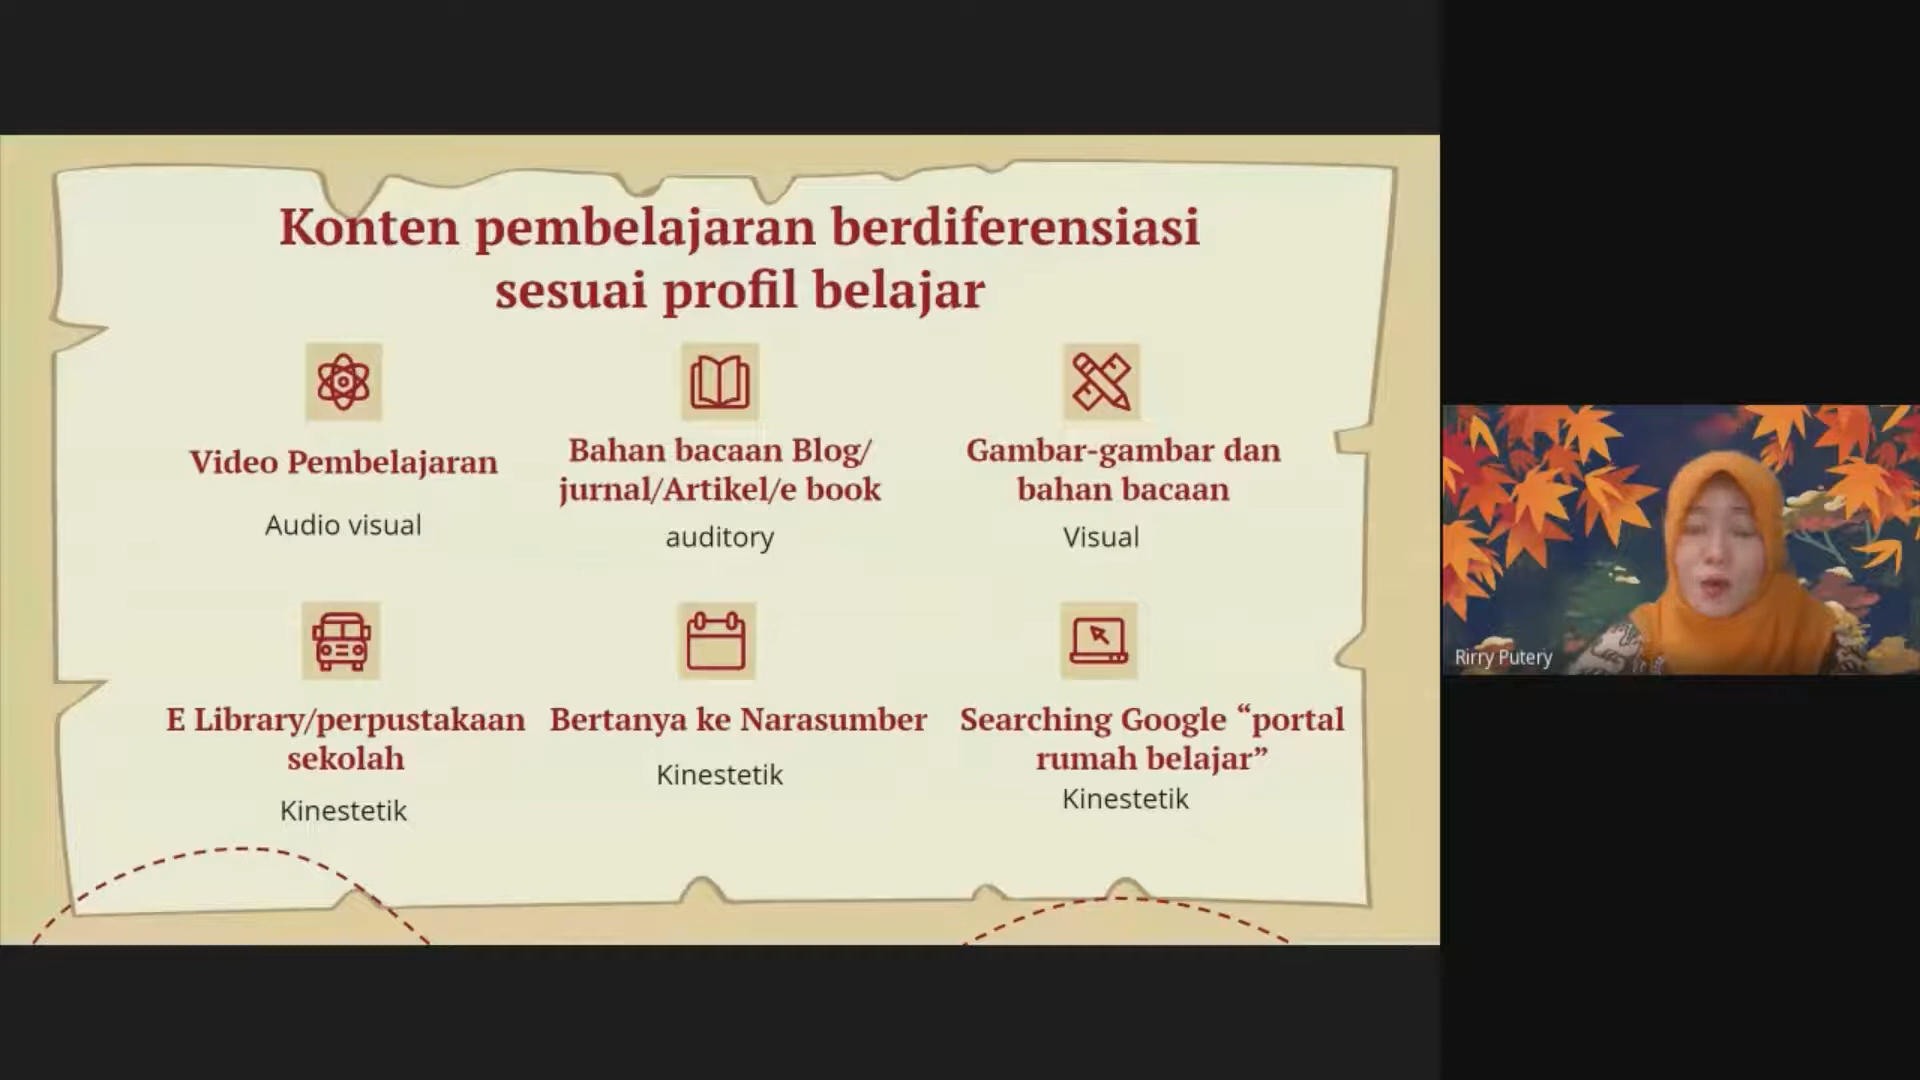 Konten pembelajaran berdiferensiasi
sesuai profil belajar
Video Pembelajaran
Audio visual
Bahan bacaan Blog/
jurnal/Artikel/e book
auditory
Gambar-gambar dan
bahan bacaan
Visual
E Library/perpustakaan
sekolah
Kinestetik
Bertanya ke Narasumber
Kinestetik
Searching Google “portal
rumah belajar”
Kinestetik
Rirry Putery